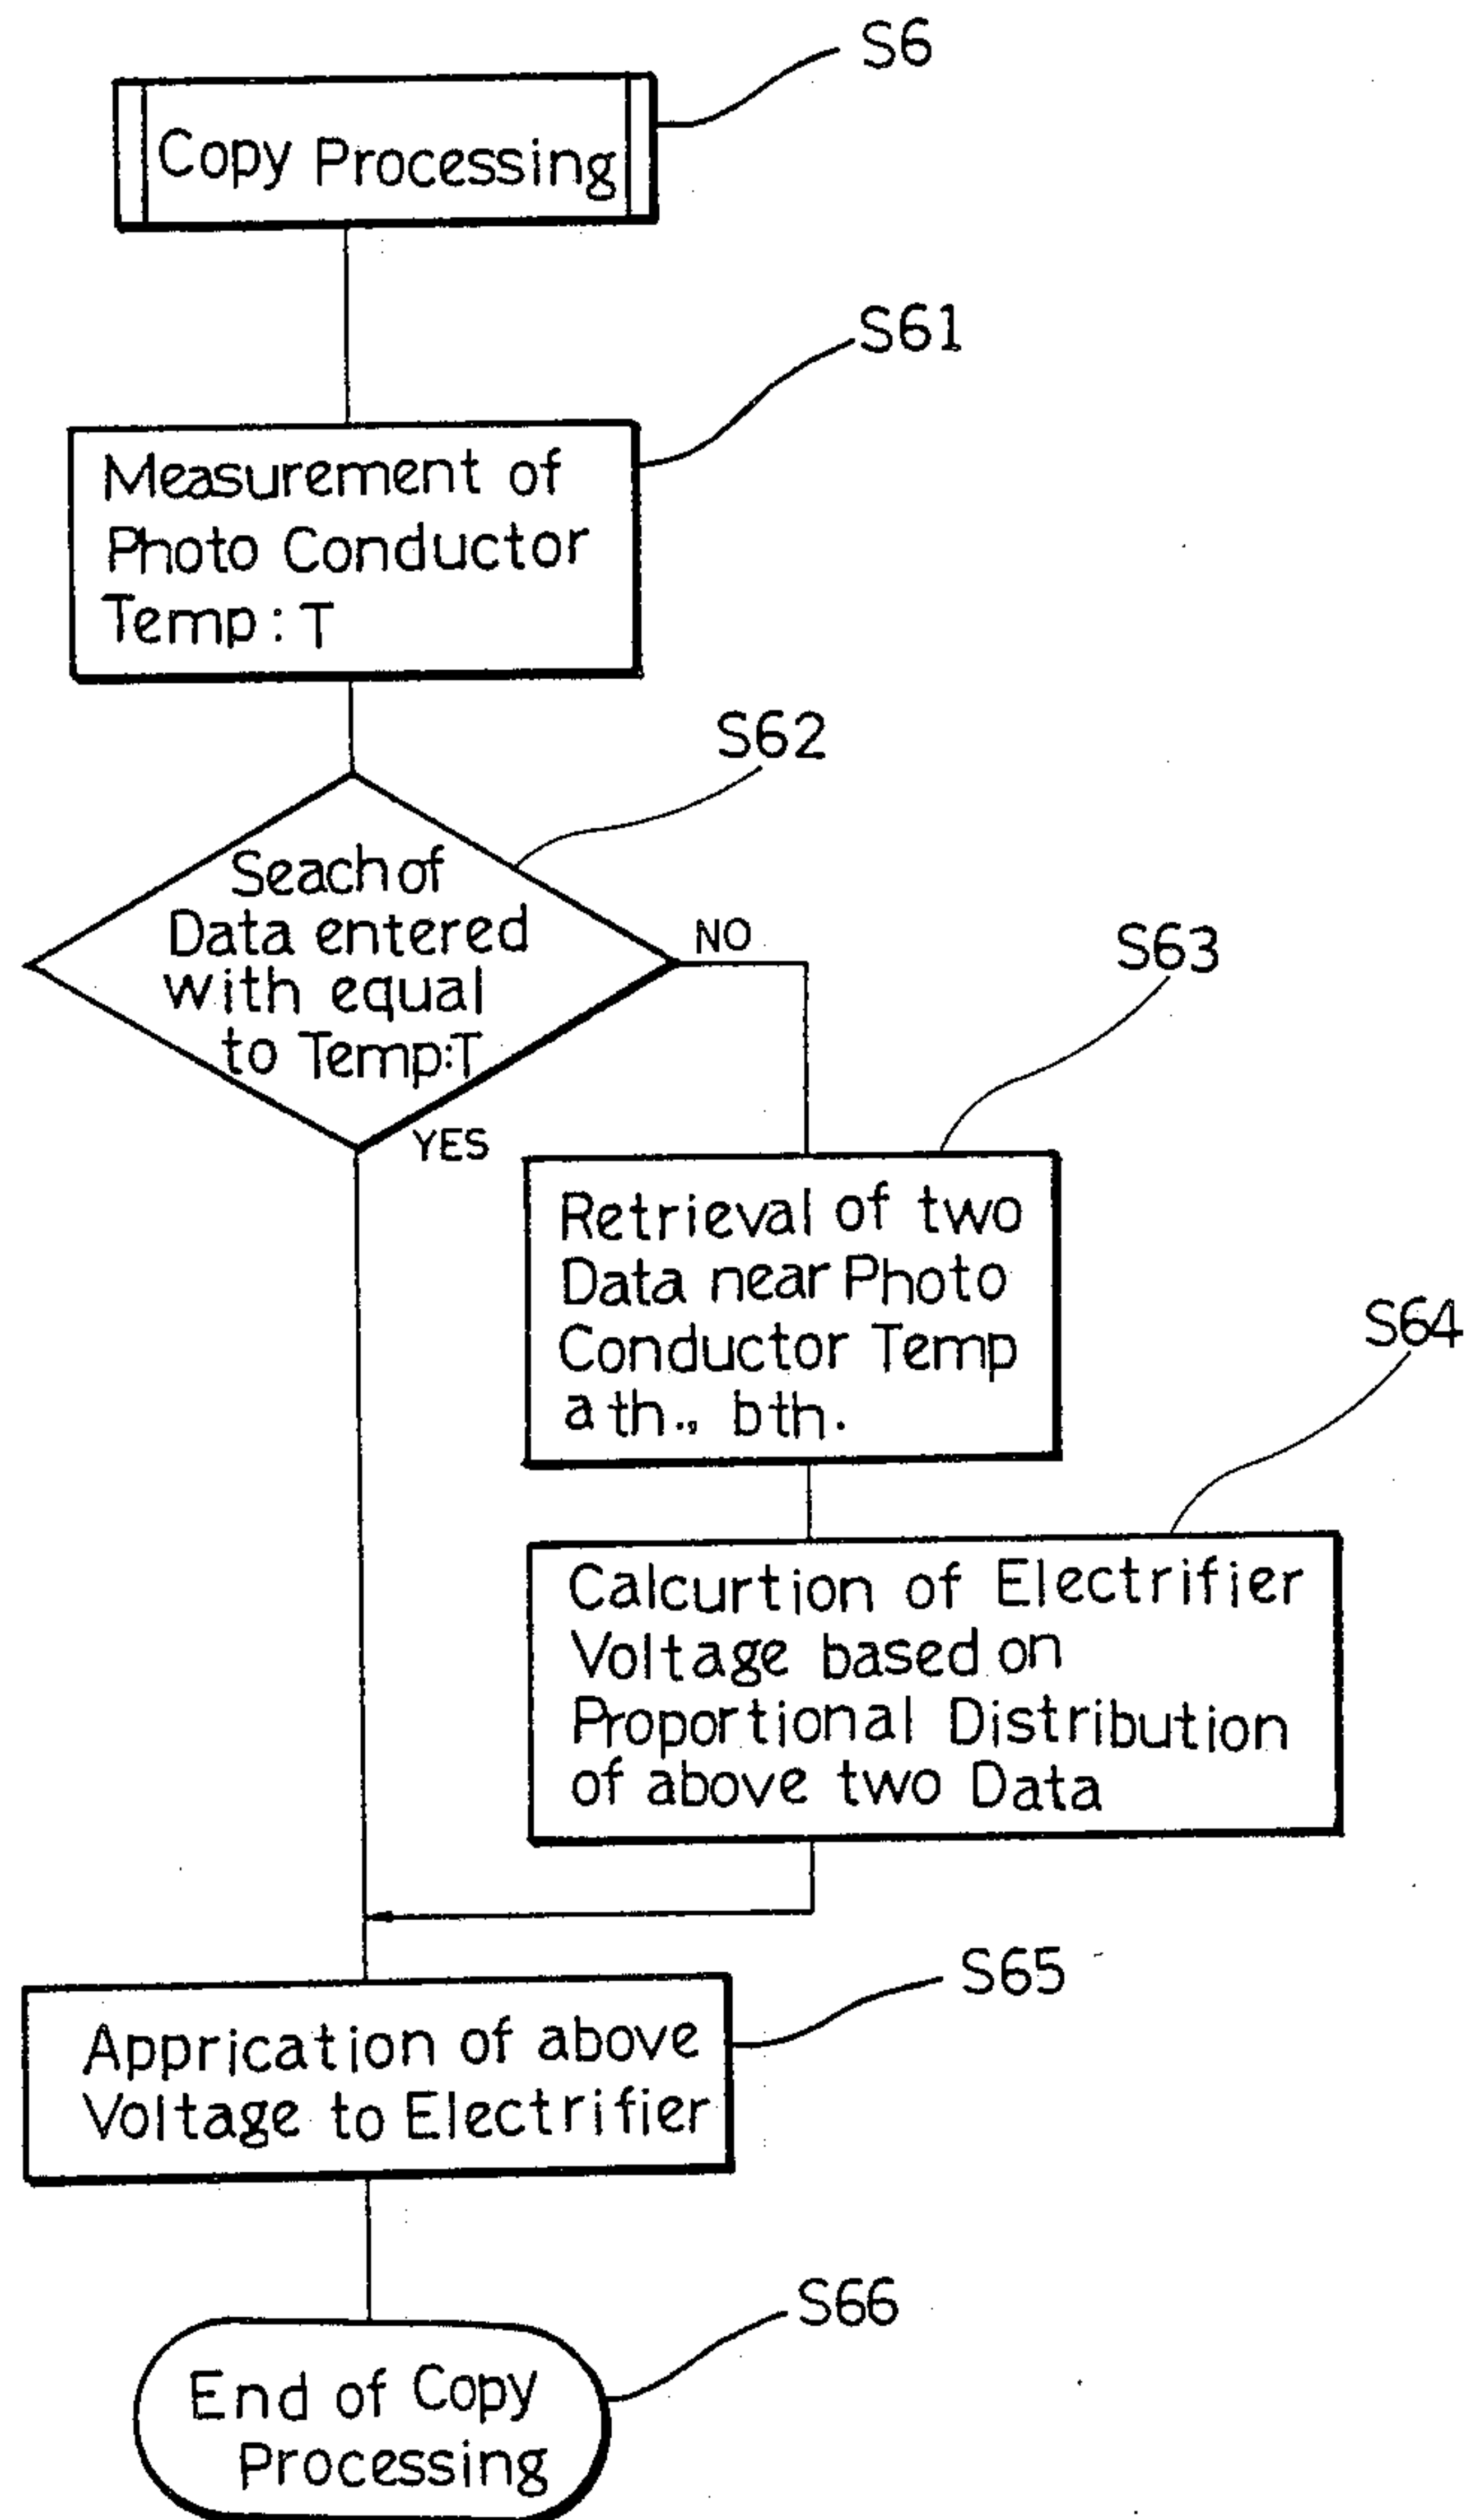 S6
Copy Processing
S61
Measurement of
Photo Conductor
Temp: T
S62
Seach of
Data entered
with equal
to Temp:T
NO
YES
S63
Retrieval of two
Data near Photo
Conductor Temp
a th., bth.
S64
Calcurtion of Electrifier
Voltage based on
Proportional Distribution
of above two Data
S65
Apprication of above
Voltage to Electrifier
S66
End of Copy
Processing